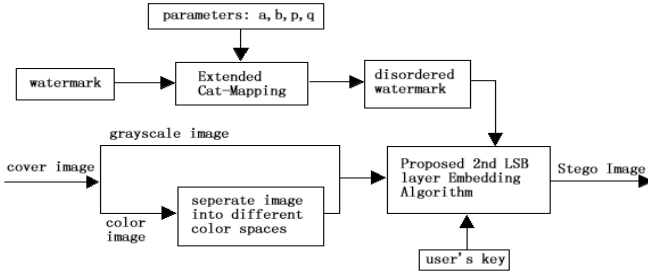 parameters: a,b,p,q
watermark
Extended
Cat-Mapping
disordered
watermark
grayscale image
cover image
color
image
seperate image
into different
color spaces
Proposed 2nd LSB
layer Embedding
Algorithm
Stego Image
user's key